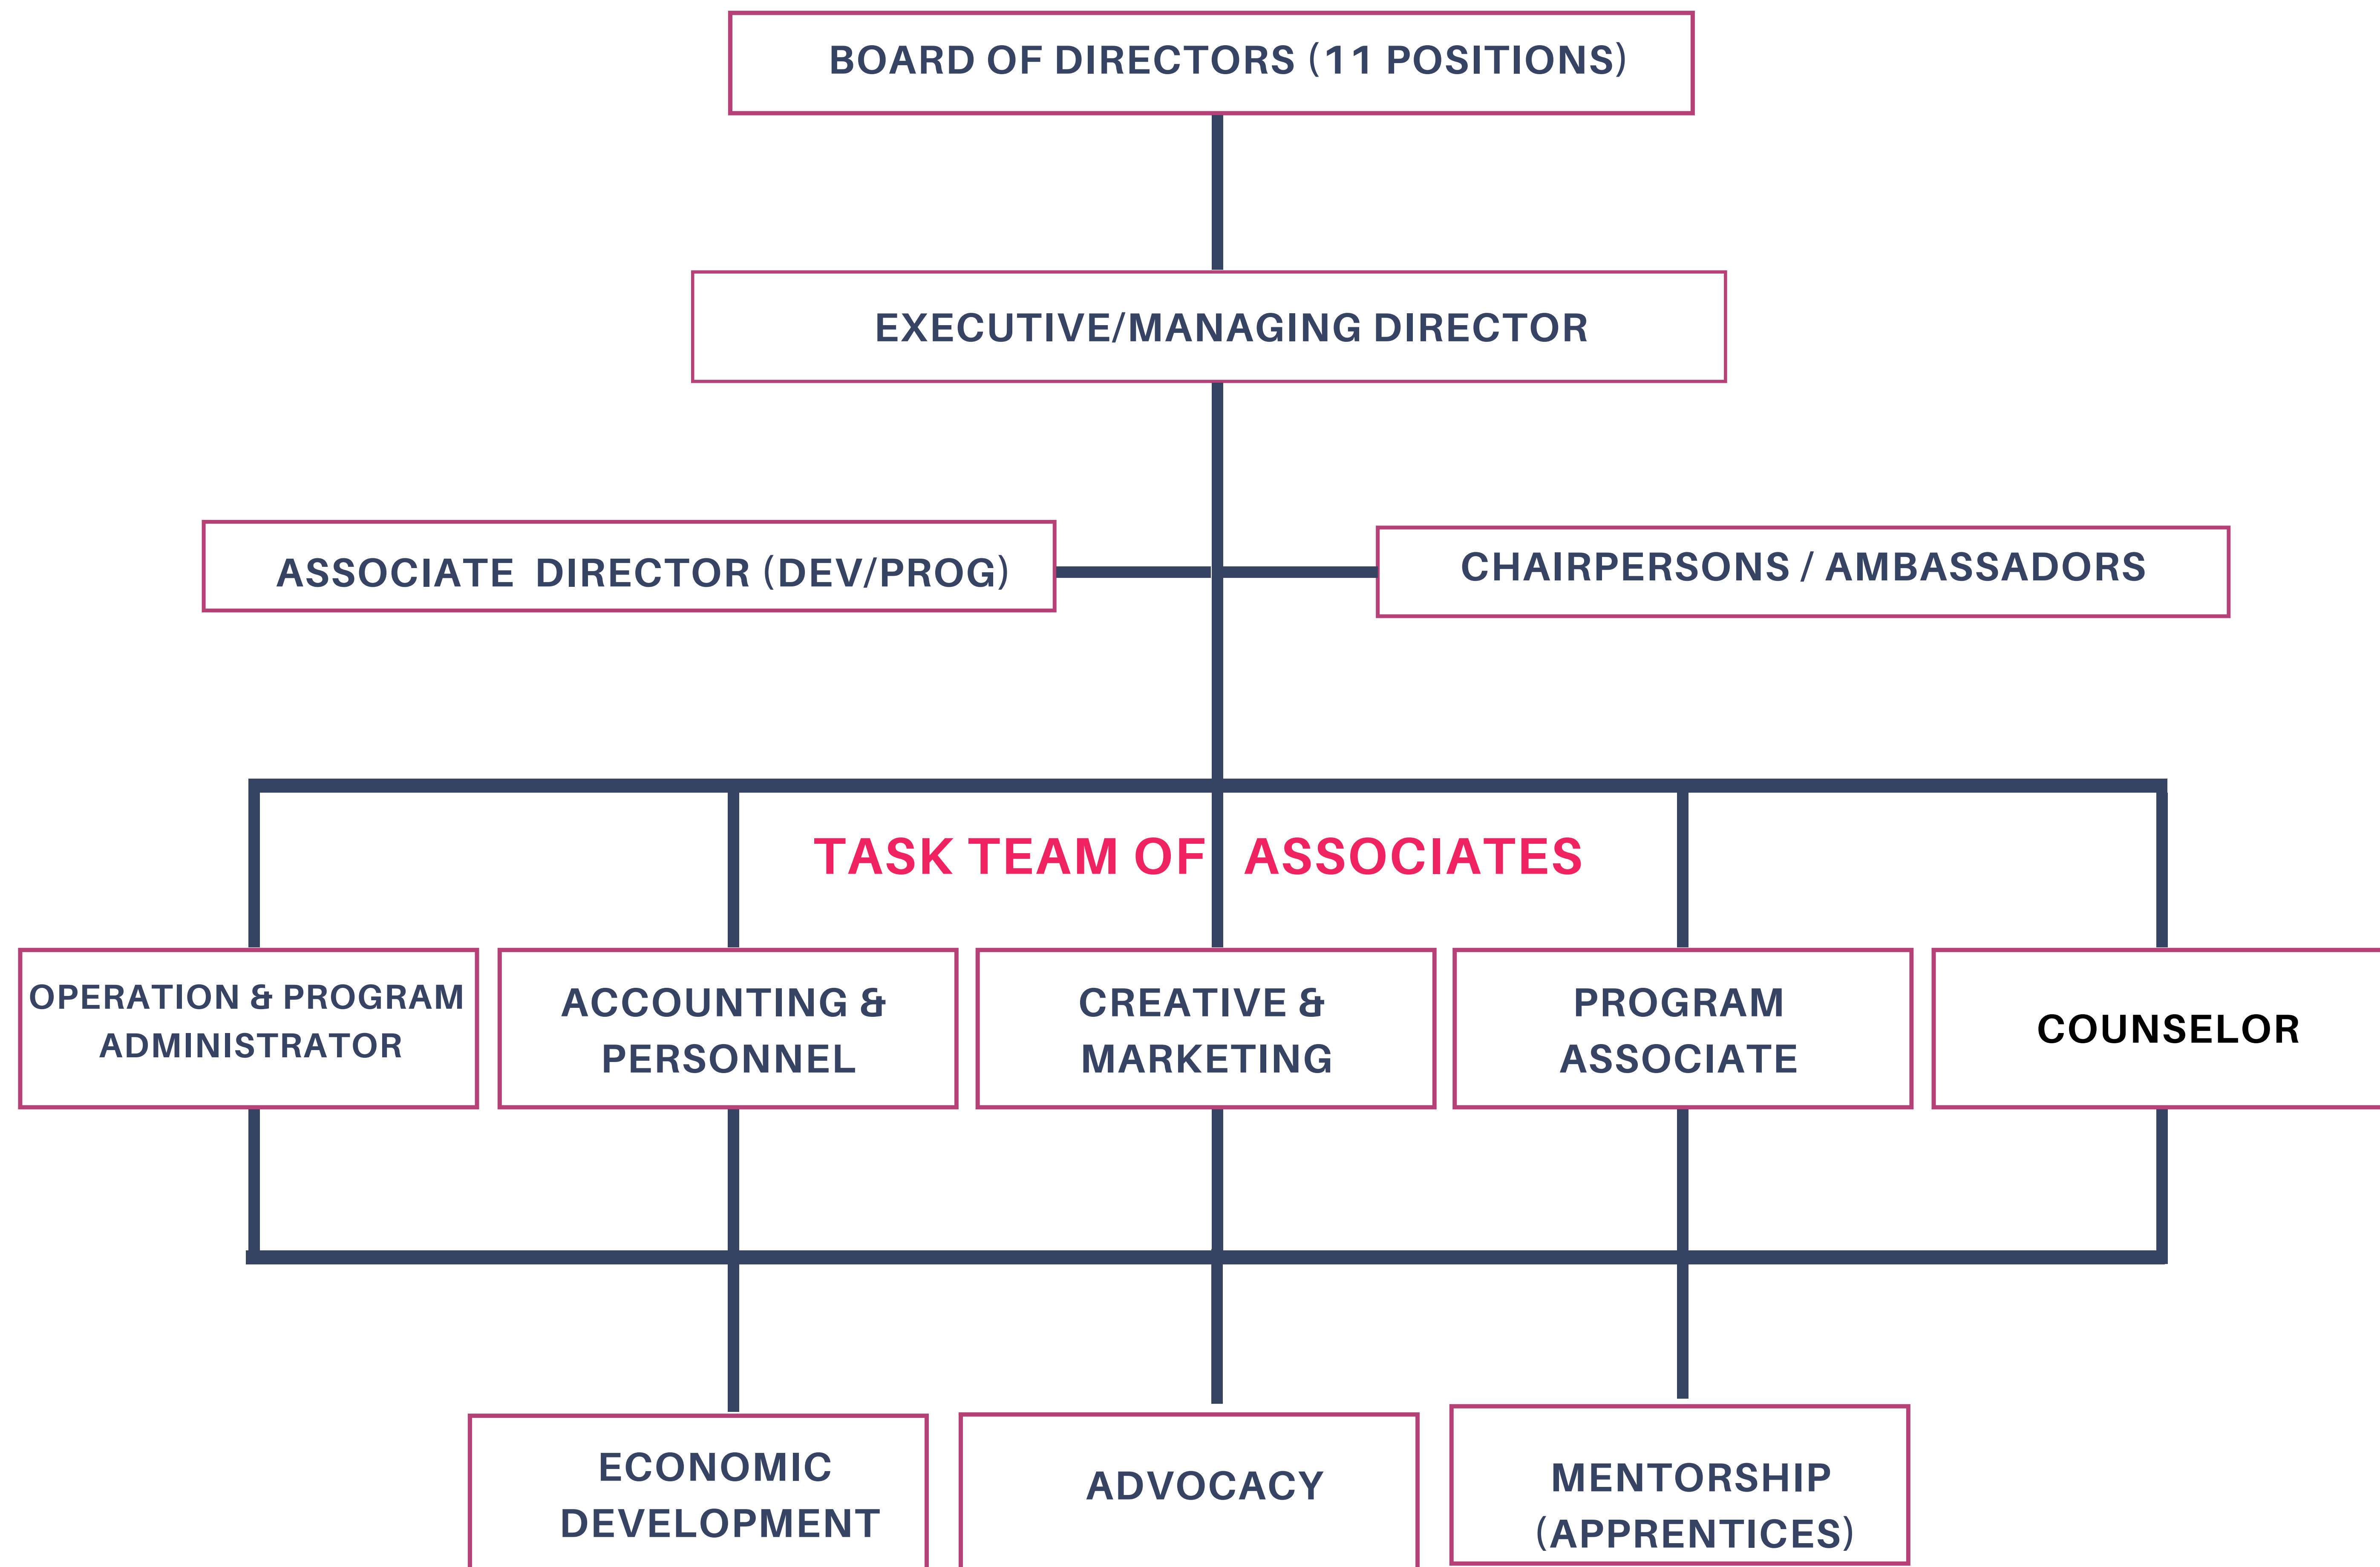 BOARD OF DIRECTORS (11 POSITIONS)
EXECUTIVE/MANAGING DIRECTOR
ASSOCIATE DIRECTOR (DEV/PROG)
CHAIRPERSONS / AMBASSADORS
TASK TEAM OF ASSOCIATES
OPERATION & PROGRAM
ADMINISTRATOR
ACCOUNTING &
PERSONNEL
CREATIVE &
MARKETING
PROGRAM
ASSOCIATE
COUNSELOR
ECONOMIC
DEVELOPMENT
ADVOCACY
MENTORSHIP
(APPRENTICES)